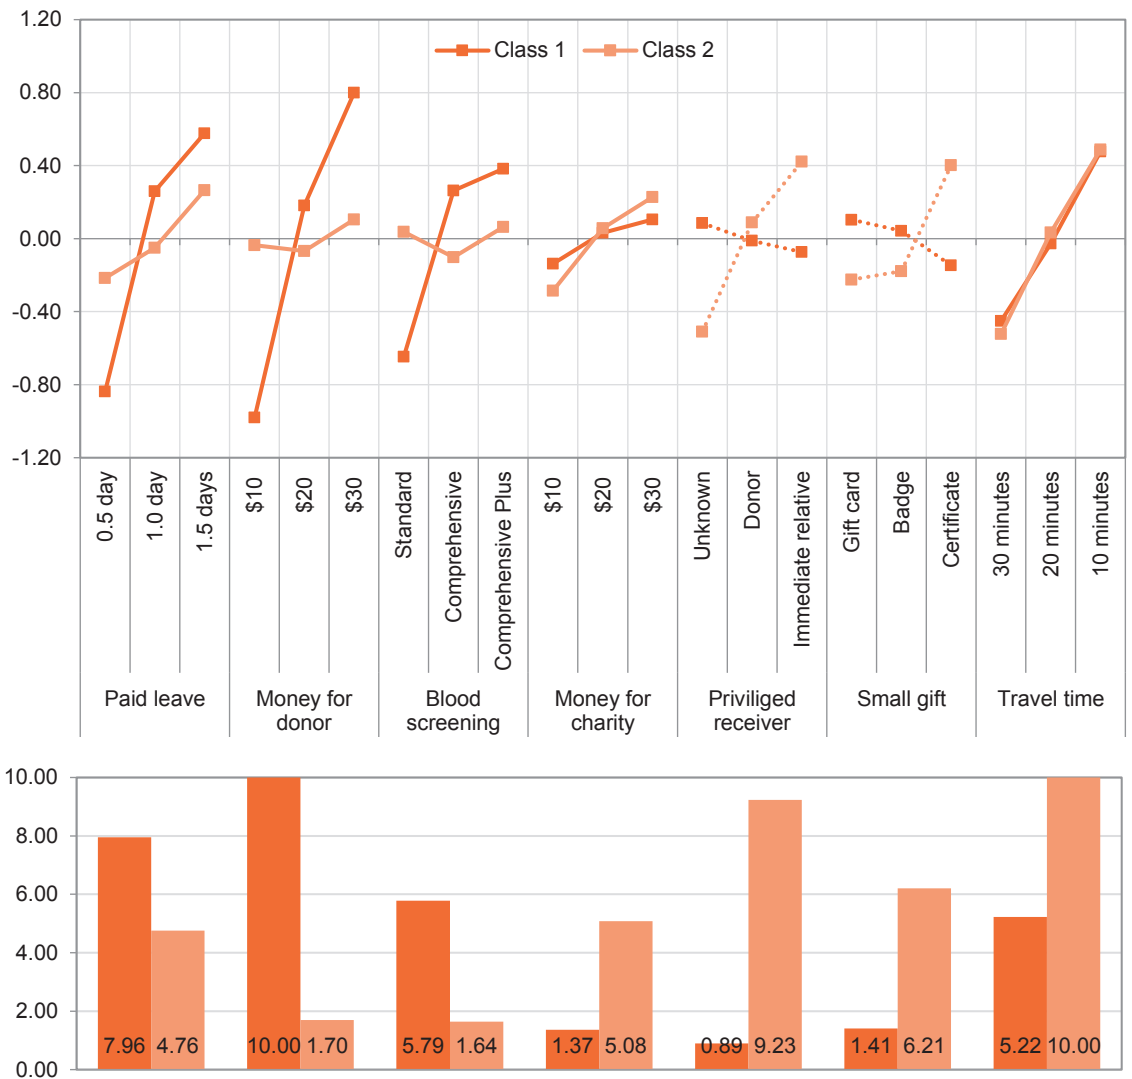 1.20
0.80
0.40
0.00
-0.40
-0.80
-1.20
Class 1
Class 2
0.5 day
1.0 day
1.5 days
$10
$20
$30
Standard
Comprehensive
Comprehensive Plus
$10
$20
$30
Unknown
Donor
Immediate relative
Gift card
Badge
Certificate
30 minutes
20 minutes
10 minutes
Paid leave
Money for
donor
Blood
screening
Money for
charity
Priviliged
receiver
Small gift
Travel time
10.00
8.00
6.00
4.00
2.00
0.00
7.96 4.76 10.00 1.70 5.79 1.64 1.37 5.08 0.89 9.23 1.41 6.21 5.22 10.00